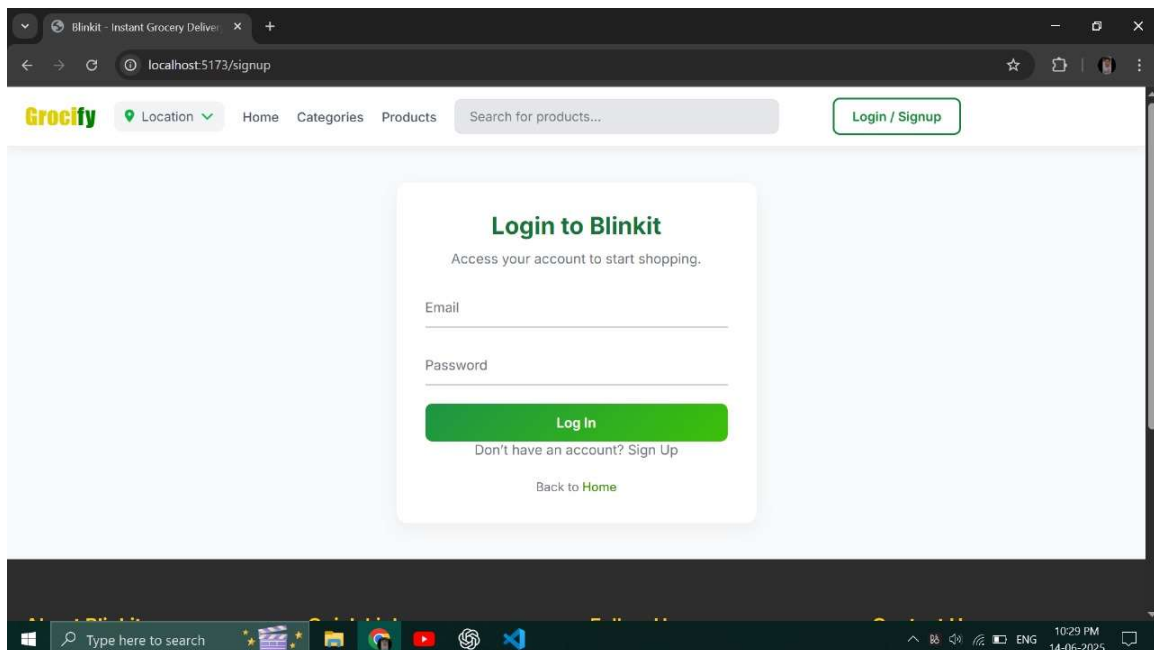 Blinkit - Instant Grocery Deliver
localhost:5173/signup
Grocify Location Home Categories Products Search for products... Login / Signup
Login to Blinkit
Access your account to start shopping.
Email
Password
Log In
Don't have an account? Sign Up
Back to Home
Type here to search
ENG
10:29 PM
14-06-2025